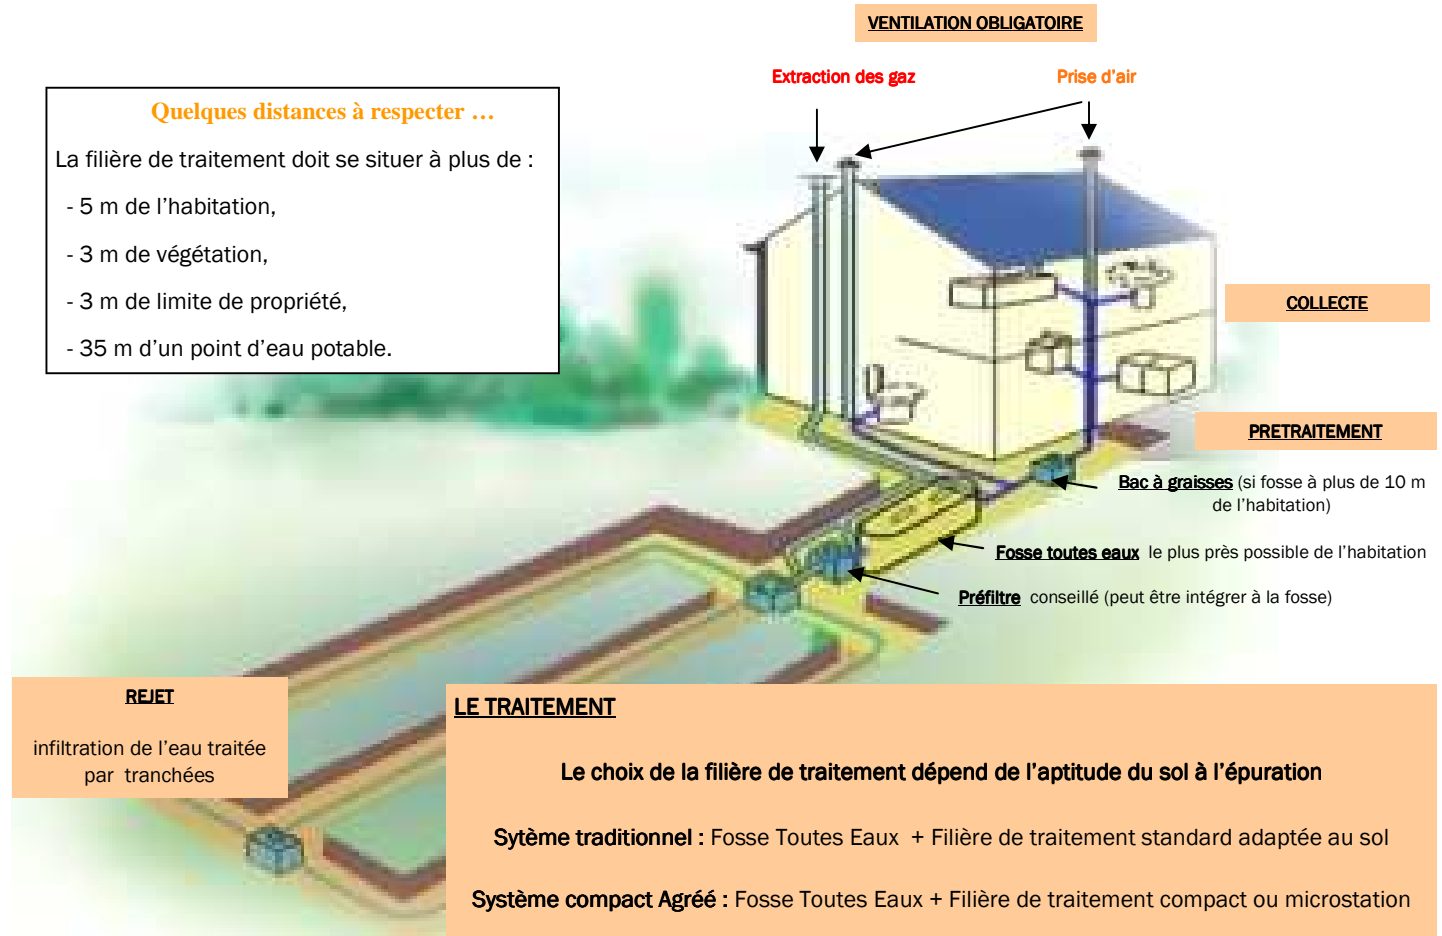 VENTILATION OBLIGATOIRE
Extraction des gaz
Prise d'air
Quelques distances à respecter …
La filière de traitement doit se situer à plus de :
- 5 m de l'habitation,
- 3 m de végétation,
- 3 m de limite de propriété,
- 35 m d'un point d'eau potable.
COLLECTE
PRETRAITEMENT
Bac à graisses (si fosse à plus de 10 m
de l'habitation)
Fosse toutes eaux le plus près possible de l'habitation
Préfiltre conseillé (peut être intégrer à la fosse)
REJET
infiltration de l'eau traitée
par tranchées
LE TRAITEMENT
Le choix de la filière de traitement dépend de l'aptitude du sol à l'épuration
Sytème traditionnel : Fosse Toutes Eaux + Filière de traitement standard adaptée au sol
Système compact Agréé : Fosse Toutes Eaux + Filière de traitement compact ou microstation